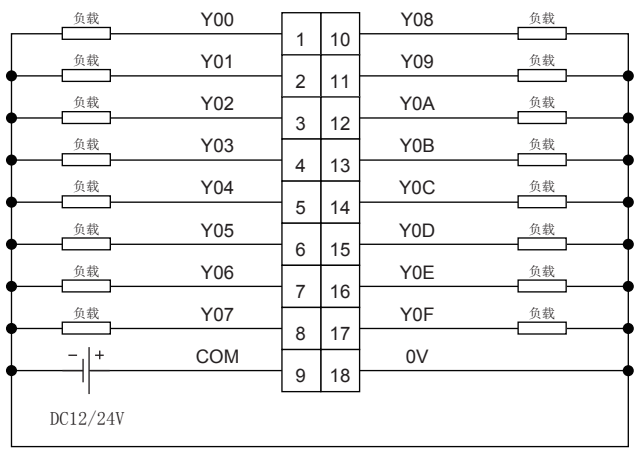 负载 Y00 1 10 Y08 负载
负载 Y01 2 11 Y09 负载
负载 Y02 3 12 Y0A 负载
负载 Y03 4 13 Y0B 负载
负载 Y04 5 14 Y0C 负载
负载 Y05 6 15 Y0D 负载
负载 Y06 7 16 Y0E 负载
负载 Y07 8 17 Y0F 负载
- + COM 9 18 0V
DC12/24V